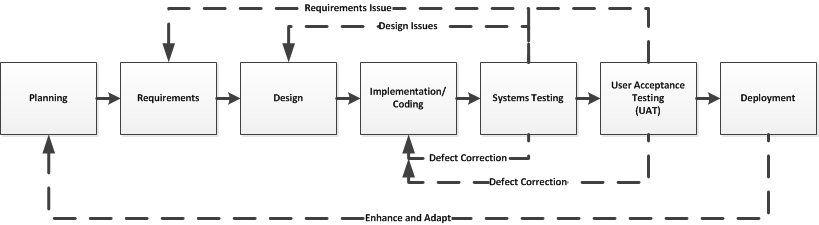 Requirements Issue
Design Issues
Planning
Requirements
Design
Implementation/
Coding
Systems Testing
User Acceptance
Testing
(UAT)
Deployment
Defect Correction
Defect Correction
Enhance and Adapt